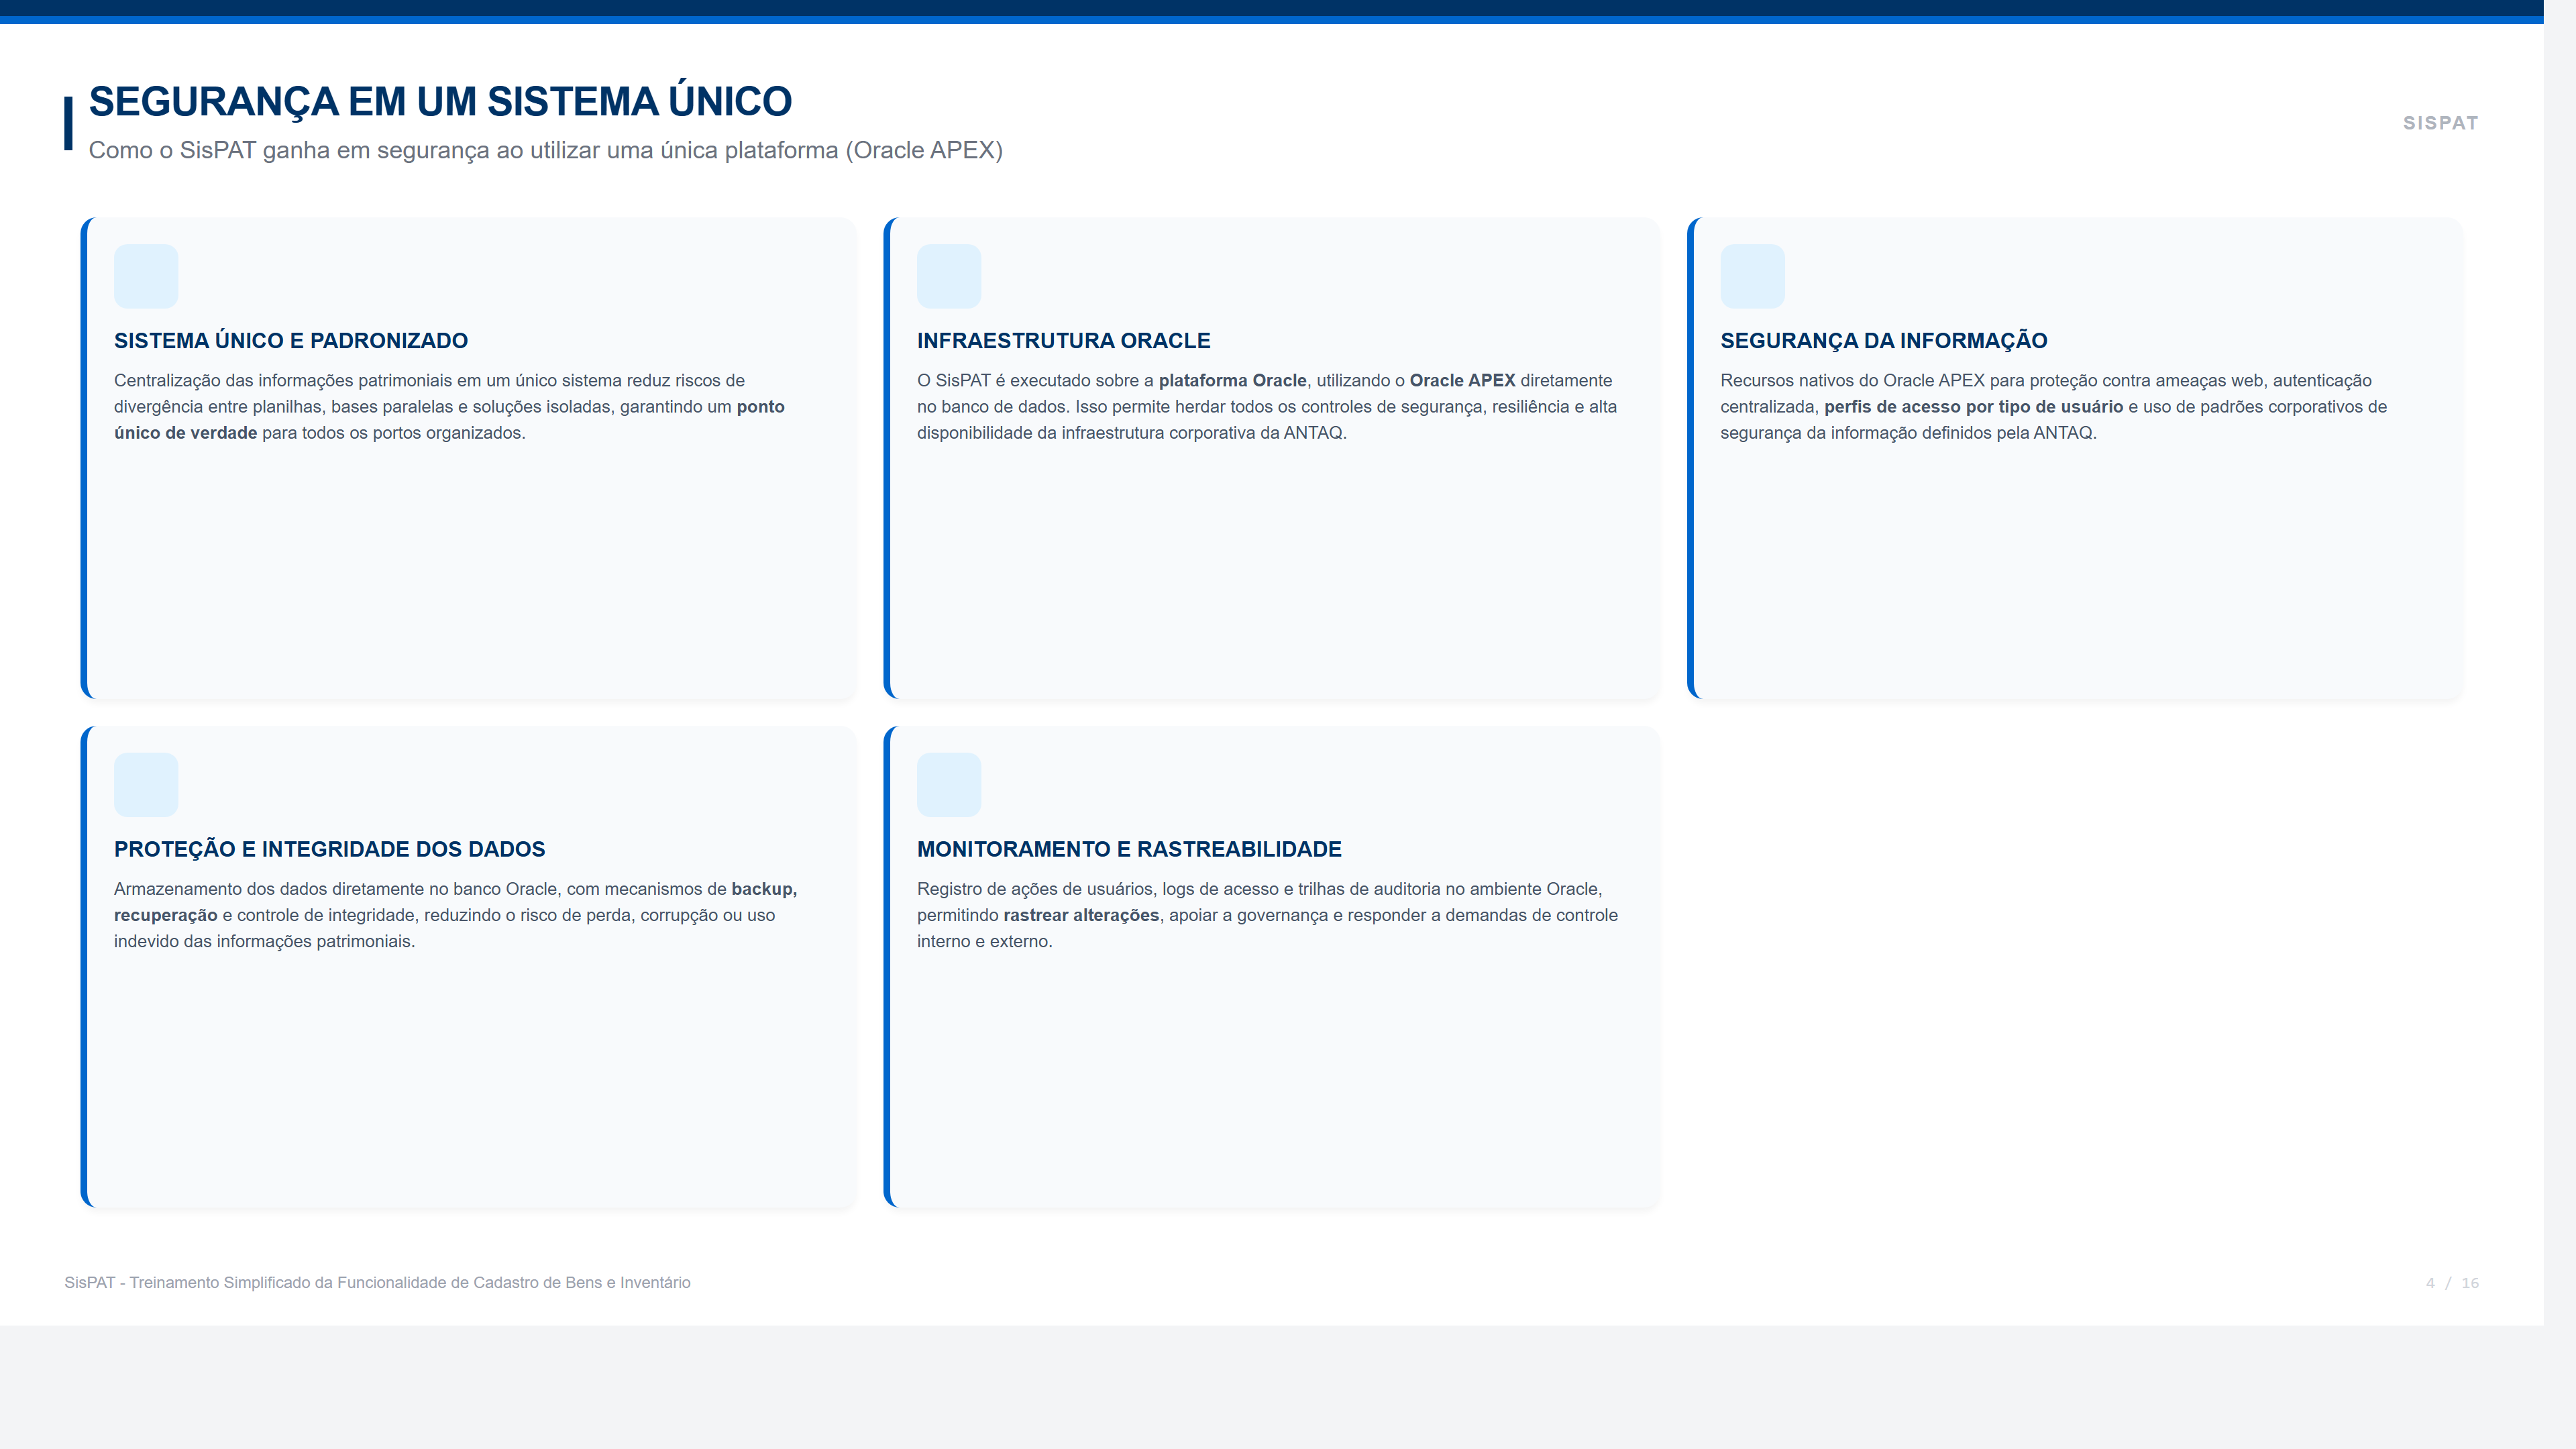 SEGURANÇA EM UM SISTEMA ÚNICO
Como o SisPAT ganha em segurança ao utilizar uma única plataforma (Oracle APEX)
SISPAT
SISTEMA ÚNICO E PADRONIZADO
Centralização das informações patrimoniais em um único sistema reduz riscos de
divergência entre planilhas, bases paralelas e soluções isoladas, garantindo um ponto
único de verdade para todos os portos organizados.
INFRAESTRUTURA ORACLE
O SisPAT é executado sobre a plataforma Oracle, utilizando o Oracle APEX diretamente
no banco de dados. Isso permite herdar todos os controles de segurança, resiliência e alta
disponibilidade da infraestrutura corporativa da ANTAQ.
SEGURANÇA DA INFORMAÇÃO
Recursos nativos do Oracle APEX para proteção contra ameaças web, autenticação
centralizada, perfis de acesso por tipo de usuário e uso de padrões corporativos de
segurança da informação definidos pela ANTAQ.
PROTEÇÃO E INTEGRIDADE DOS DADOS
Armazenamento dos dados diretamente no banco Oracle, com mecanismos de backup,
recuperação e controle de integridade, reduzindo o risco de perda, corrupção ou uso
indevido das informações patrimoniais.
MONITORAMENTO E RASTREABILIDADE
Registro de ações de usuários, logs de acesso e trilhas de auditoria no ambiente Oracle,
permitindo rastrear alterações, apoiar a governança e responder a demandas de controle
interno e externo.
SisPAT - Treinamento Simplificado da Funcionalidade de Cadastro de Bens e Inventário
4 / 16